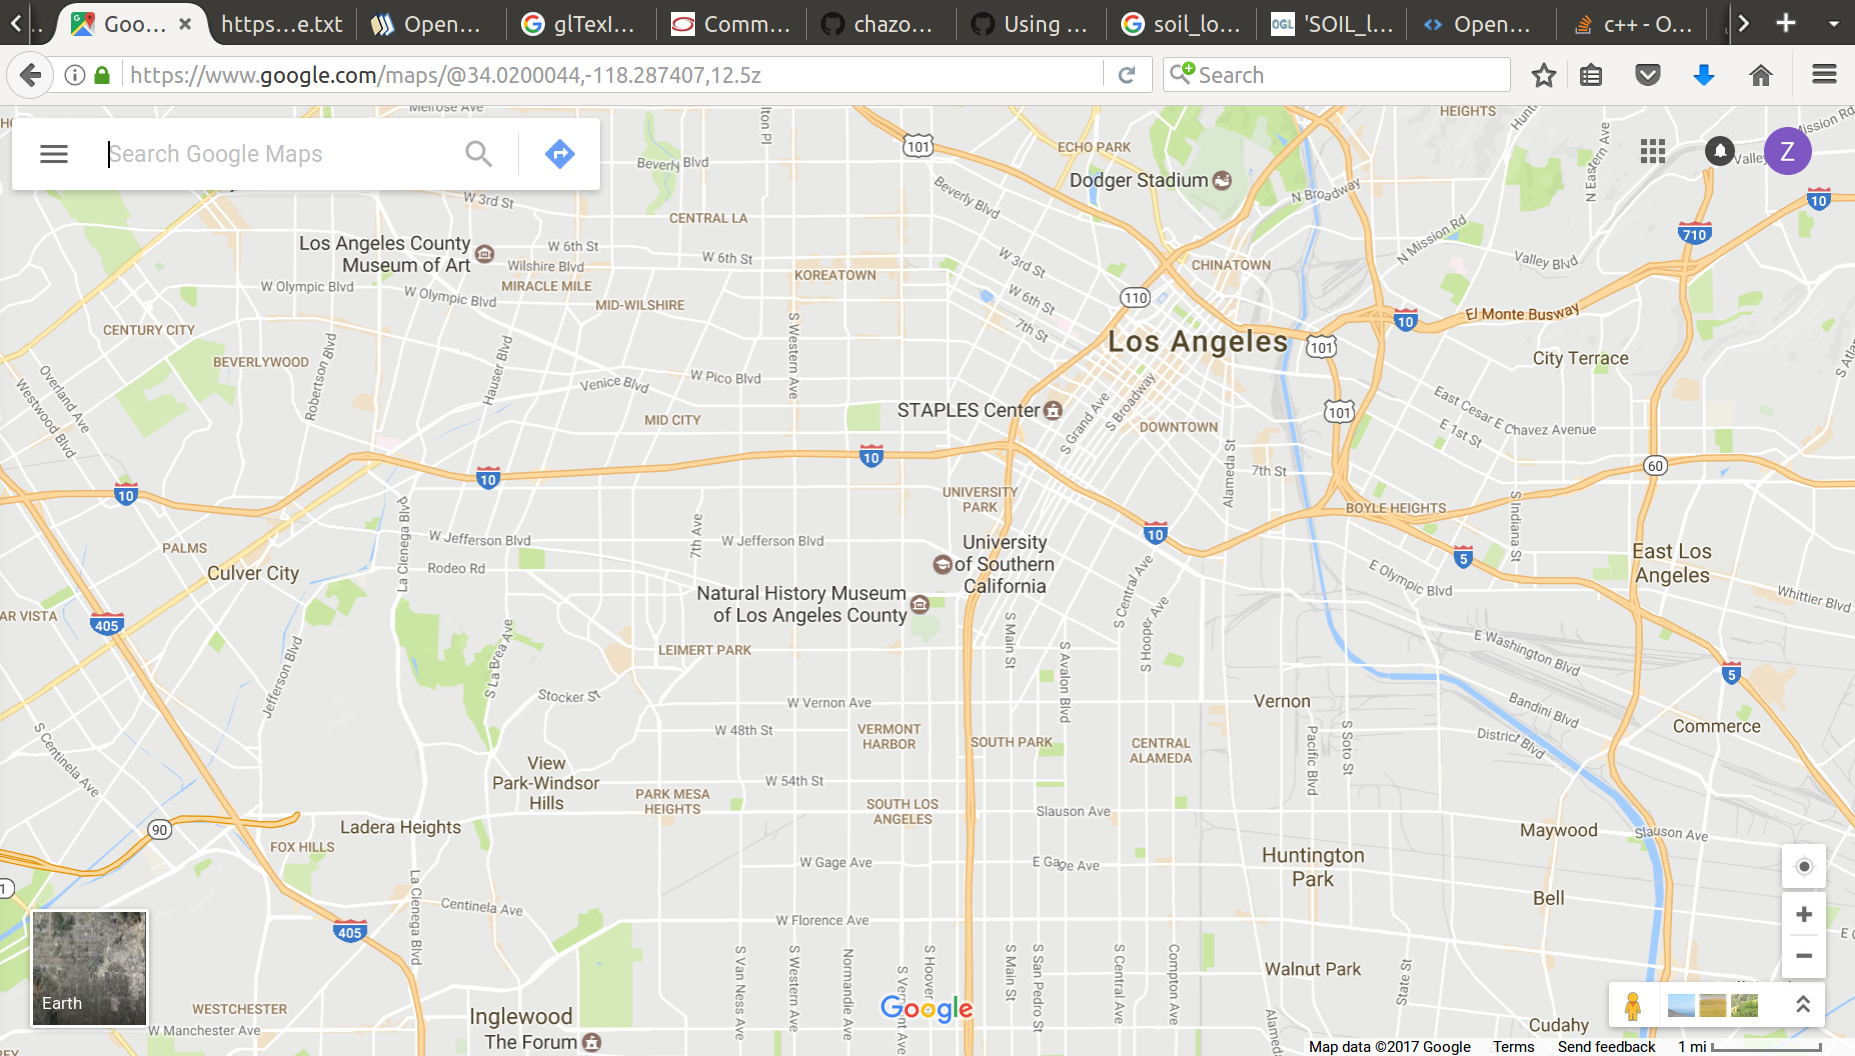 Goo...
https...e.txt
Open...
glTexI...
Comm...
chazo...
Using ...
soil_lo...
OGL
'SOIL_l...
Open...
c++ - O...
https://www.google.com/maps/@34.0200044,-118.287407,12.5z
Search
Search Google Maps
Z
Melrose Ave
HEIGHTS
Mission Rd
101
ECHO PARK
Beverly Blvd
Dodger Stadium
Beverly Blvd
N Broadway
N Eastern Ave
10
W 3rd St
CENTRAL LA
710
N Mission Rd
Los Angeles County
Museum of Art
W 6th St
W 6th St
Wilshire Blvd
W 3rd St
CHINATOWN
Valley Blvd
KOREATOWN
W Olympic Blvd
MIRACLE MILE
W Olympic Blvd
MID-WILSHIRE
W 6th St
110
7th St
El Monte Busway
10
CENTURY CITY
Los Angeles
101
City Terrace
BEVERLYWOOD
Robertson Blvd
Hauser Blvd
S Western Ave
Overland Ave
Westwood Blvd
Venice Blvd
W Pico Blvd
STAPLES Center
S Grand Ave
S Broadway
101
East Cesar E Chavez Avenue
E 1st St
MID CITY
DOWNTOWN
10
10
10
Alameda St
7th St
60
UNIVERSITY
PARK
BOYLE HEIGHTS
S Indiana St
La Cienega Blvd
W Jefferson Blvd
7th Ave
W Jefferson Blvd
10
PALMS
Culver City
Rodeo Rd
University
of Southern
California
5
East Los
Angeles
E Olympic Blvd
S Central Ave
S Hooper Ave
Natural History Museum
of Los Angeles County
Whittier Blvd
AR VISTA
405
S Main St
E Washington Blvd
LEIMERT PARK
S La Brea Ave
Jefferson Blvd
Stocker St
S Avalon Blvd
5
W Vernon Ave
Vernon
Bandini Blvd
Commerce
S Centinela Ave
W 48th St
VERMONT
HARBOR
SOUTH PARK
CENTRAL
ALAMEDA
Pacific Blvd
S Soto St
District Blvd
View
Park-Windsor
Hills
W 54th St
PARK MESA
HEIGHTS
SOUTH LOS
ANGELES
Slauson Ave
90
Ladera Heights
FOX HILLS
Maywood
Slauson Ave
W Gage Ave
E Gage Ave
Huntington
Park
1
La Cienega Blvd
Centinela Ave
Bell
W Florence Ave
405
S Van Ness Ave
S Western Ave
Normandie Ave
S Vermont Ave
S Hoover
S Main St
S San Pedro St
S Central Ave
Compton Ave
Walnut Park
State St
Earth
WESTCHESTER
W Manchester Ave
Inglewood
The Forum
Google
Alameda
Cudahy
Map data ©2017 Google
Terms
Send feedback
1 mi